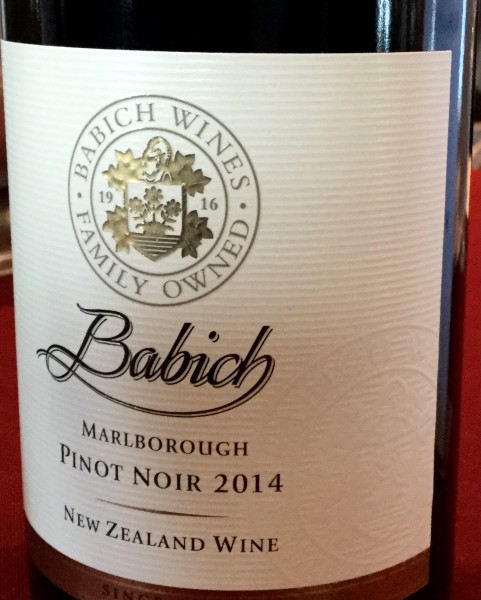 BABICH WINES
FAMILY OWNED
19 16
Babich
MARLBOROUGH
PINOT NOIR 2014
NEW ZEALAND WINE